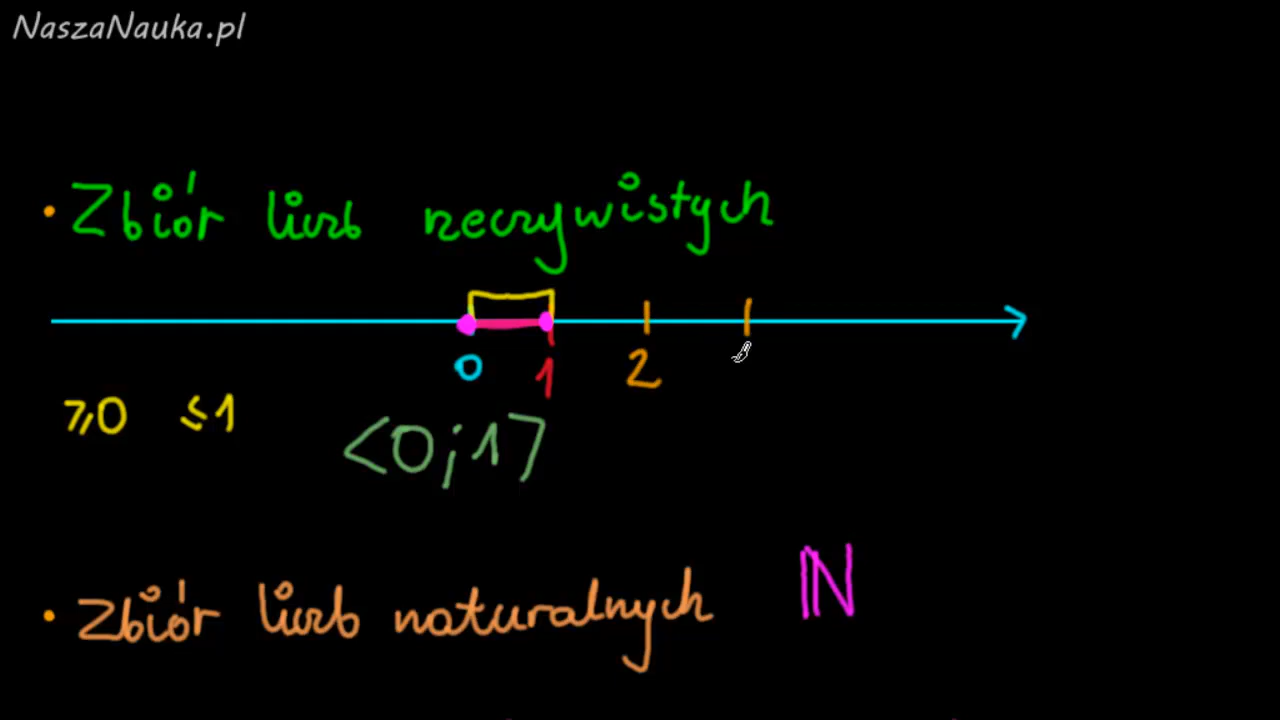 NaszaNauka.pl
• Zbiór liczb rzeczywistych
0 1 2
≥0 ≤1 <0;1>
• Zbiór liczb naturalnych ℕ